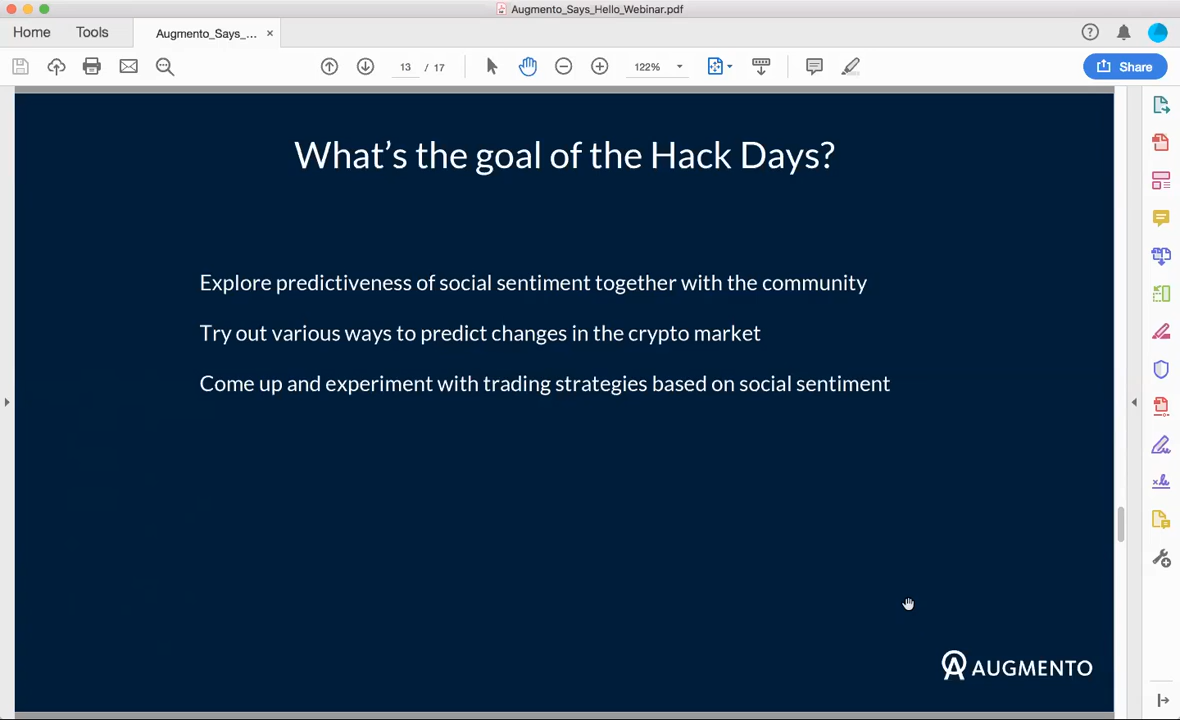 Augmento_Says_Hello_Webinar.pdf
Home Tools Augmento_Says_... ×
13 / 17 122% Share
What's the goal of the Hack Days?
Explore predictiveness of social sentiment together with the community
Try out various ways to predict changes in the crypto market
Come up and experiment with trading strategies based on social sentiment
AUGMENTO